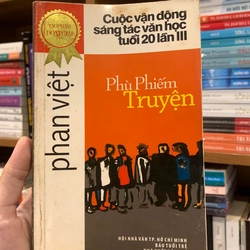 Cuộc vận động
sáng tác văn học
tuổi 20 lần III
phan việt
Phù Phiếm
Truyện
HỘI NHÀ VĂN TP. HỒ CHÍ MINH
BÁO TUỔI TRẺ